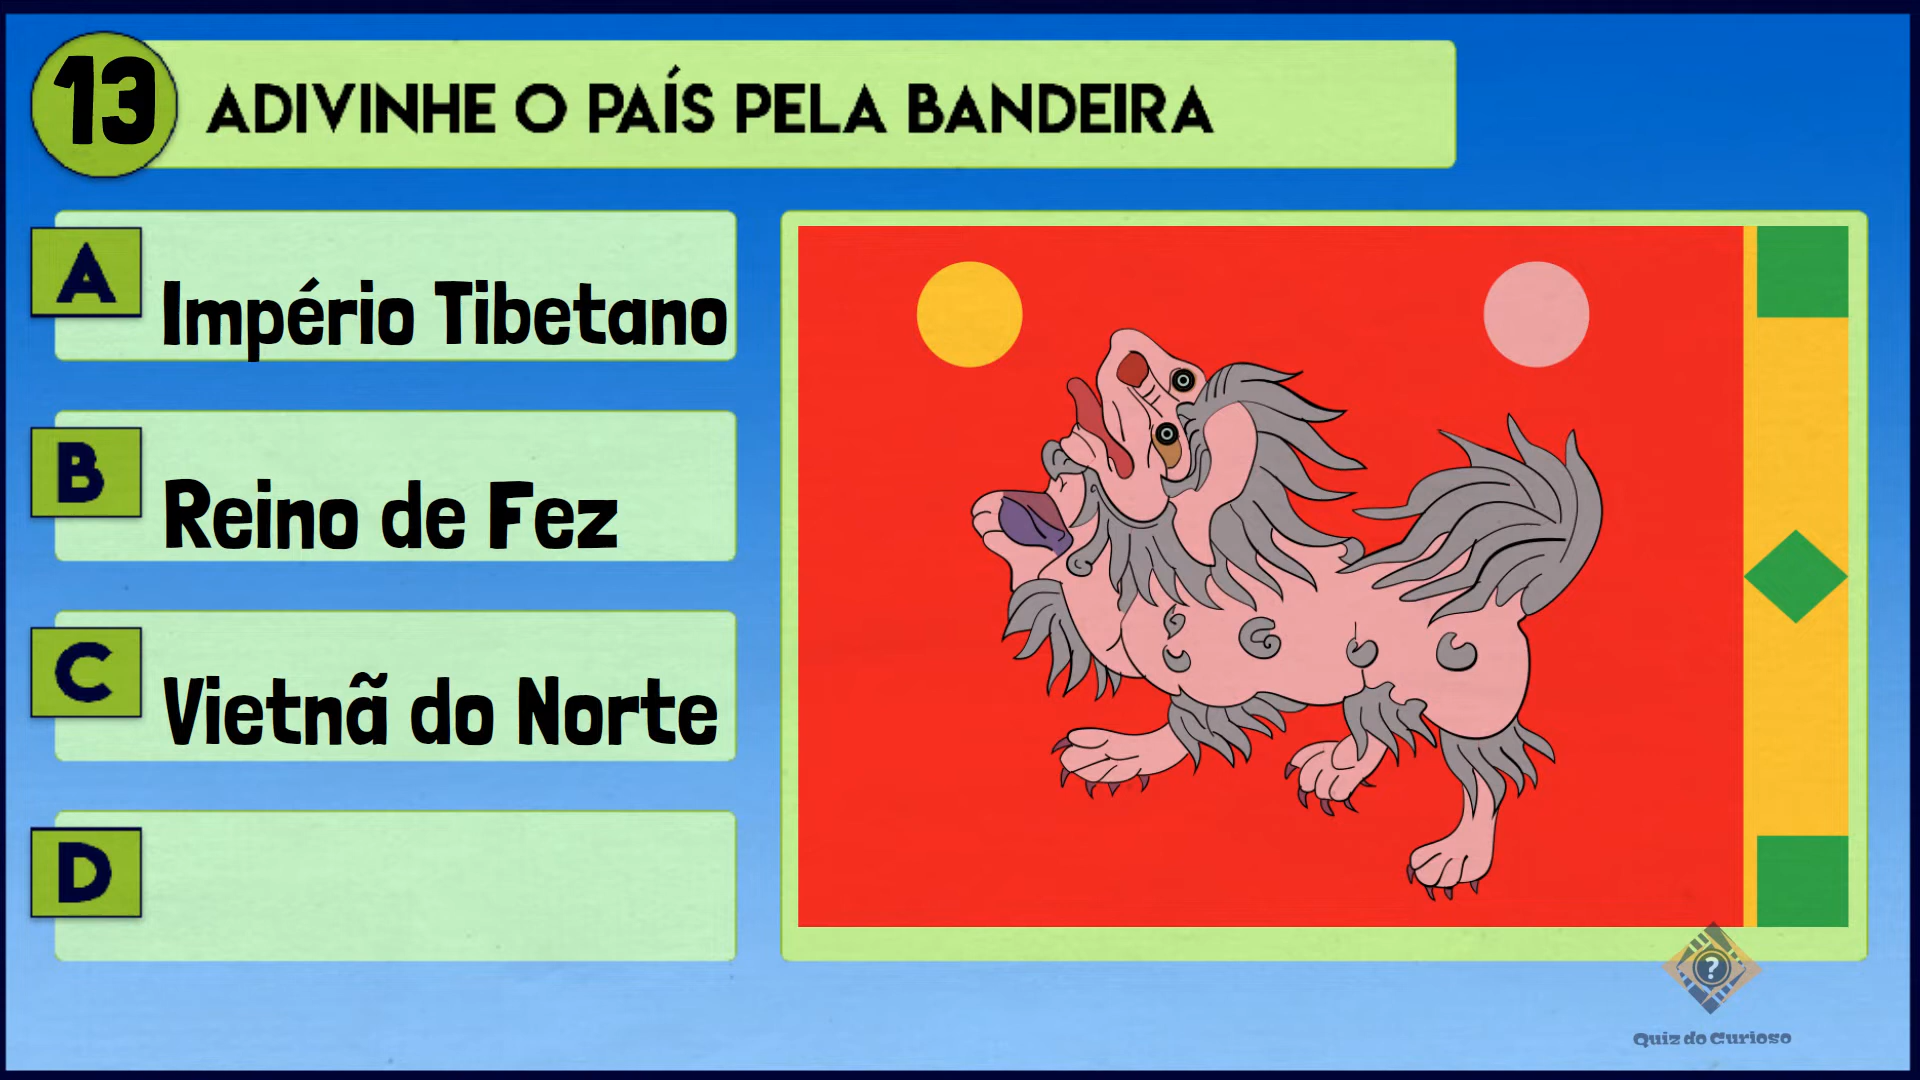 13
ADIVINHE O PAÍS PELA BANDEIRA
A
Império Tibetano
B
Reino de Fez
C
Vietnã do Norte
D
?
Quiz do Curioso